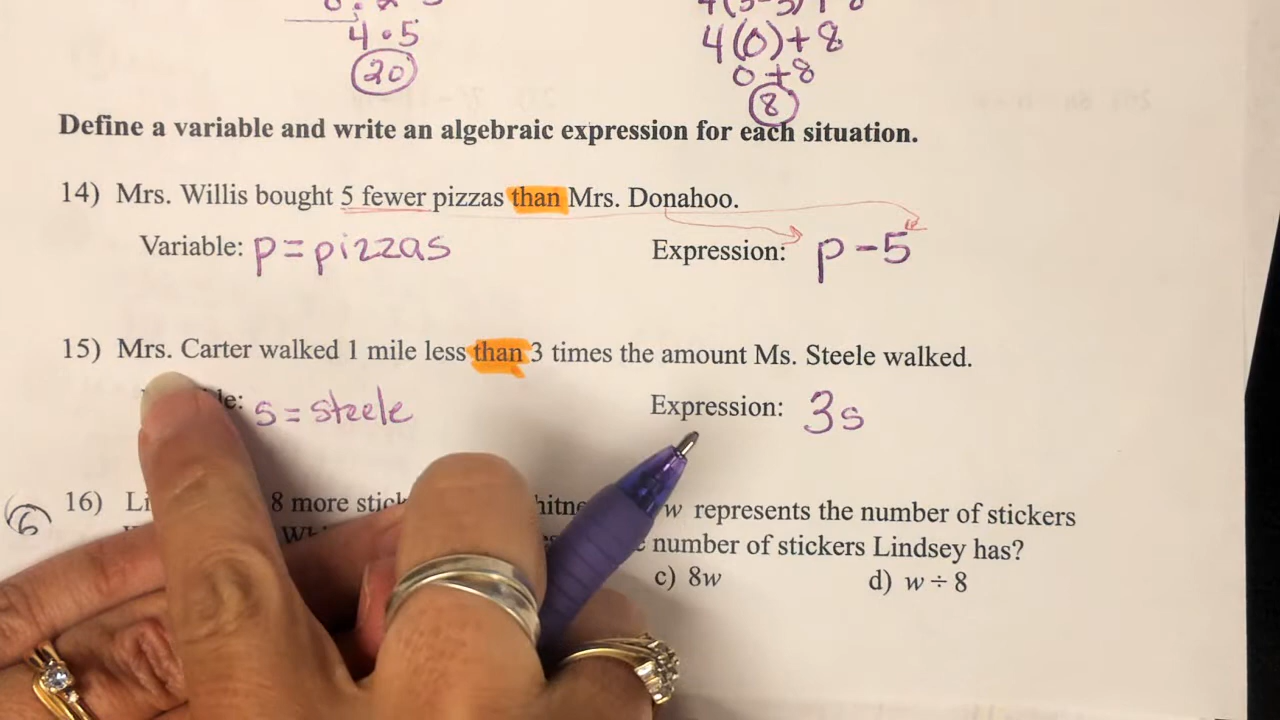 4 • 5
20
4(0)+8
0+8
8
Define a variable and write an algebraic expression for each situation.
14) Mrs. Willis bought 5 fewer pizzas than Mrs. Donahoo.
Variable: p = pizzas Expression: p - 5
15) Mrs. Carter walked 1 mile less than 3 times the amount Ms. Steele walked.
s = steele Expression: 3s
16) 8 more w represents the number of stickers
number of stickers Lindsey has?
c) 8w d) w ÷ 8